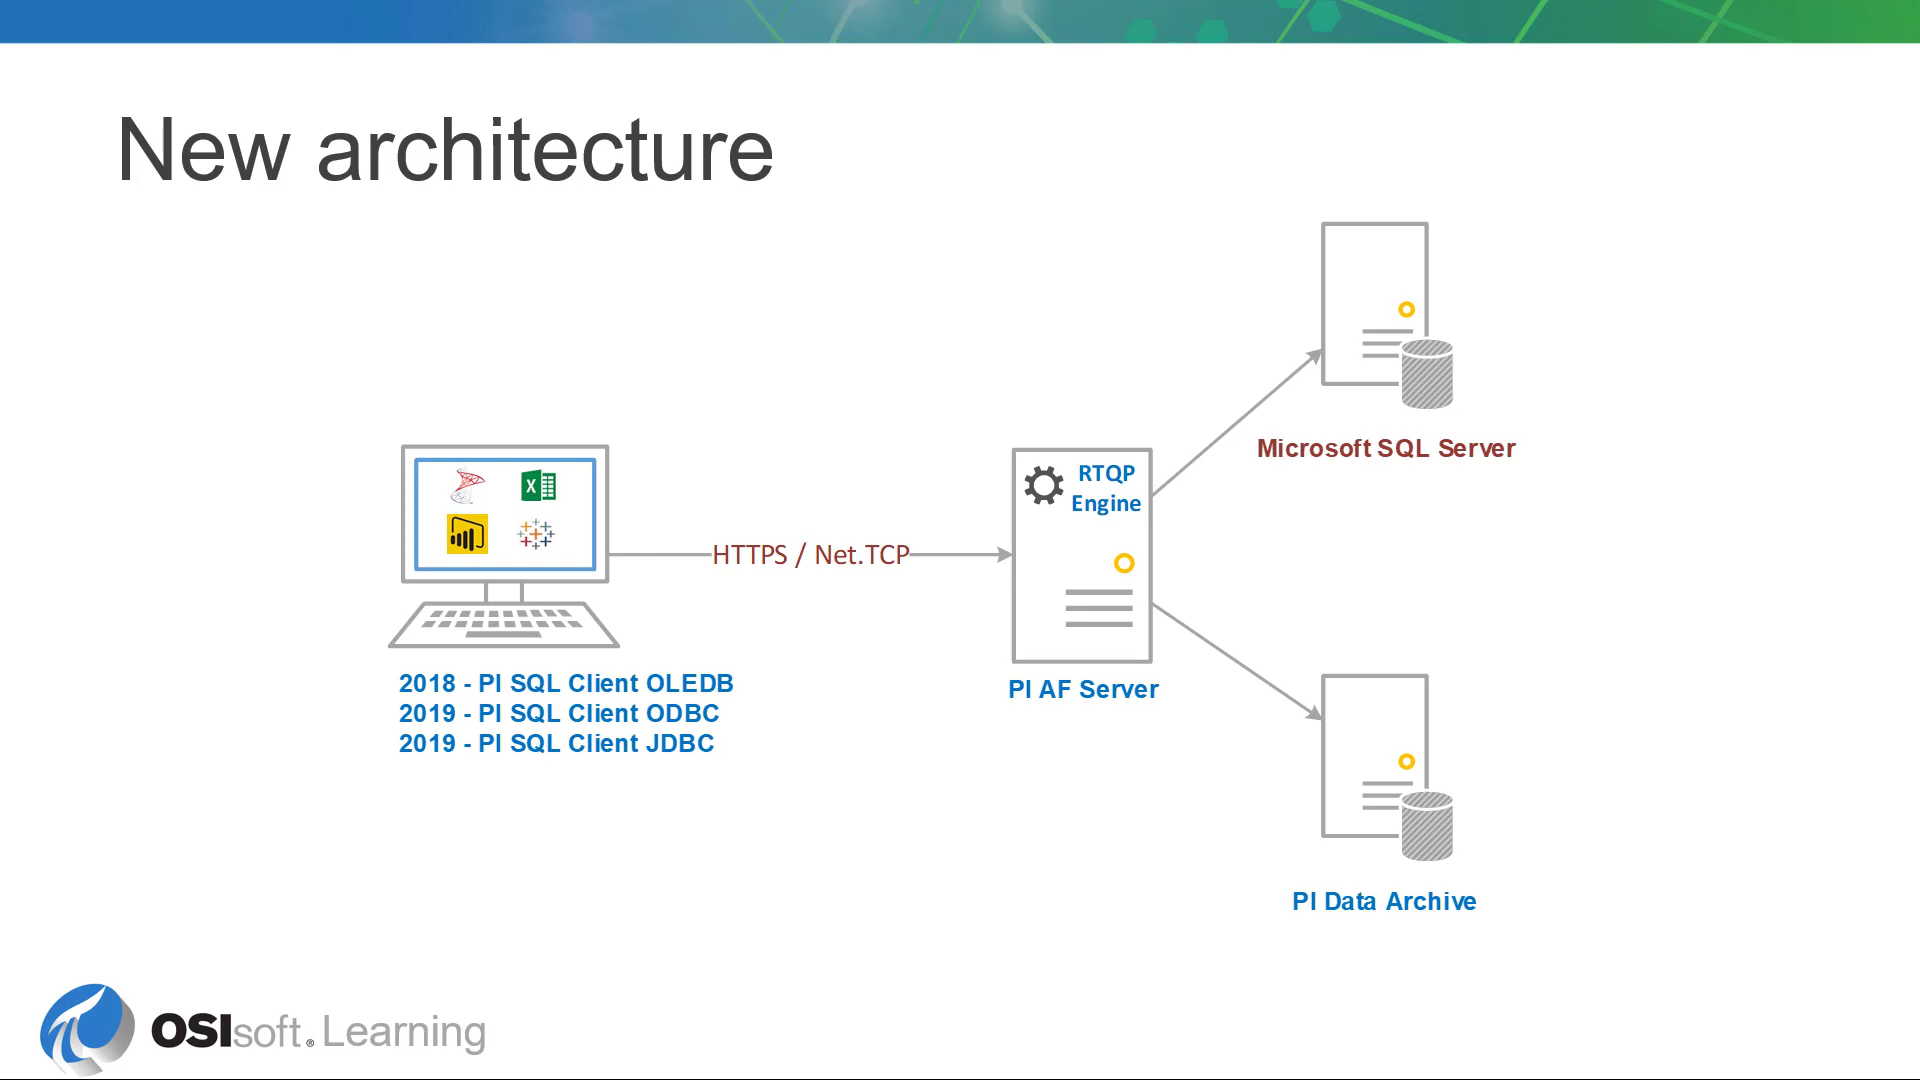 New architecture
Microsoft SQL Server
RTQP
Engine
X
HTTPS / Net.TCP
2018 - PI SQL Client OLEDB
2019 - PI SQL Client ODBC
2019 - PI SQL Client JDBC
PI AF Server
PI Data Archive
OSIsoft® Learning